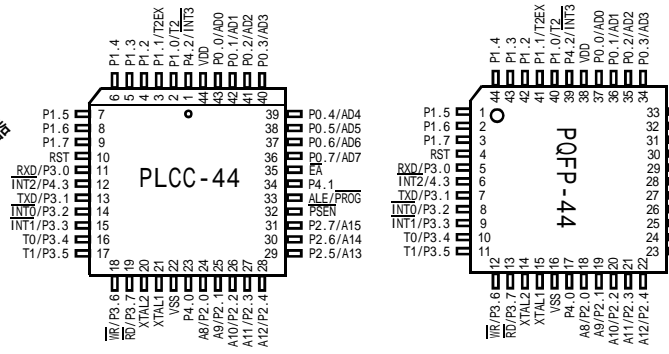 P1.4
P1.3
P1.2
P1.1/T2EX
P1.0/T2
P4.2/INT3
VDD
P0.0/AD0
P0.1/AD1
P0.2/AD2
P0.3/AD3
6 5 4 3 2 1 44 43 42 41 40
P1.5 7
P1.6 8
P1.7 9
RST 10
RXD/P3.0 11
INT2/P4.3 12
TXD/P3.1 13
INT0/P3.2 14
INT1/P3.3 15
T0/P3.4 16
T1/P3.5 17
PLCC-44
39 P0.4/AD4
38 P0.5/AD5
37 P0.6/AD6
36 P0.7/AD7
35 EA
34 P4.1
33 ALE/PROG
32 PSEN
31 P2.7/A15
30 P2.6/A14
29 P2.5/A13
18 19 20 21 22 23 24 25 26 27 28
WR/P3.6
RD/P3.7
XTAL2
XTAL1
VSS
P4.0
A8/P2.0
A9/P2.1
A10/P2.2
A11/P2.3
A12/P2.4
P1.4
P1.3
P1.2
P1.1/T2EX
P1.0/T2
P4.2/INT3
VDD
P0.0/AD0
P0.1/AD1
P0.2/AD2
P0.3/AD3
44 43 42 41 40 39 38 37 36 35 34
P1.5 1
P1.6 2
P1.7 3
RST 4
RXD/P3.0 5
INT2/4.3 6
TXD/P3.1 7
INT0/P3.2 8
INT1/P3.3 9
T0/P3.4 10
T1/P3.5 11
PQFP-44
33
32
31
30
29
28
27
26
25
24
23
12 13 14 15 16 17 18 19 20 21 22
WR/P3.6
RD/P3.7
XTAL2
XTAL1
VSS
P4.0
A8/P2.0
A9/P2.1
A10/P2.2
A11/P2.3
A12/P2.4